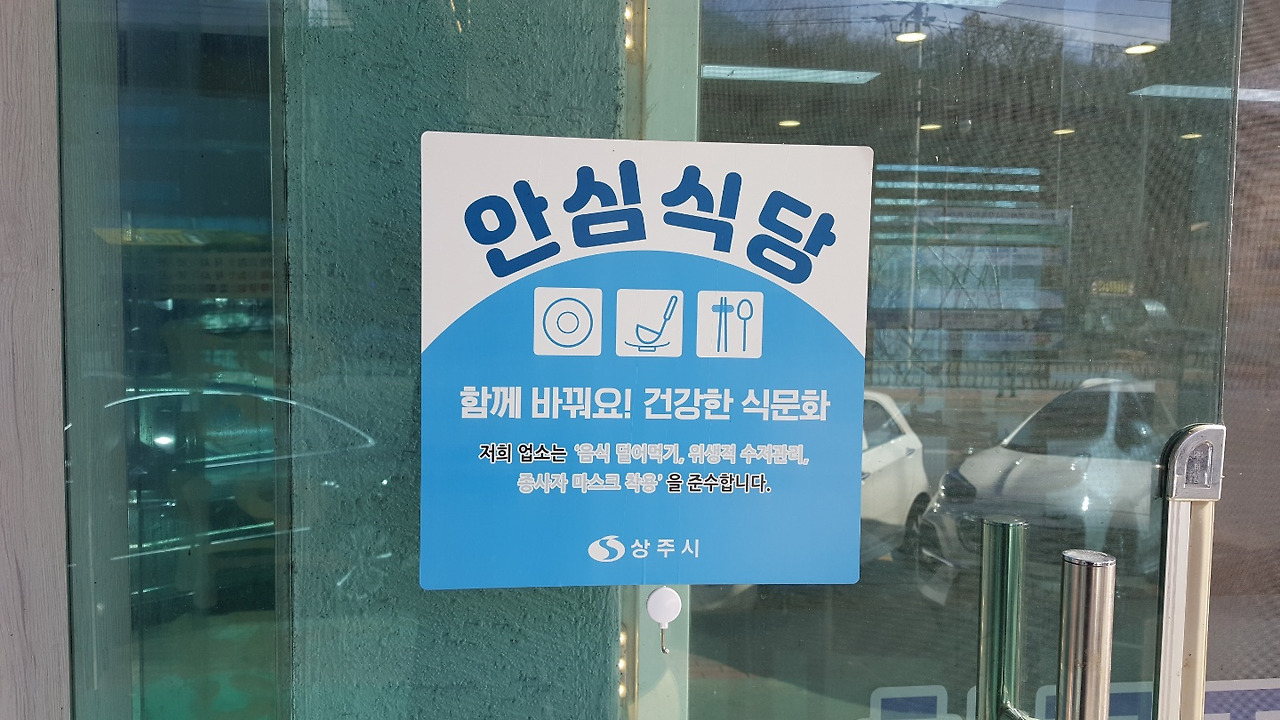 안심식당
함께 바꿔요! 건강한 식문화
저희 업소는 '음식 덜어먹기, 위생적 수저관리,
종사자 마스크 착용' 을 준수합니다.
상주시